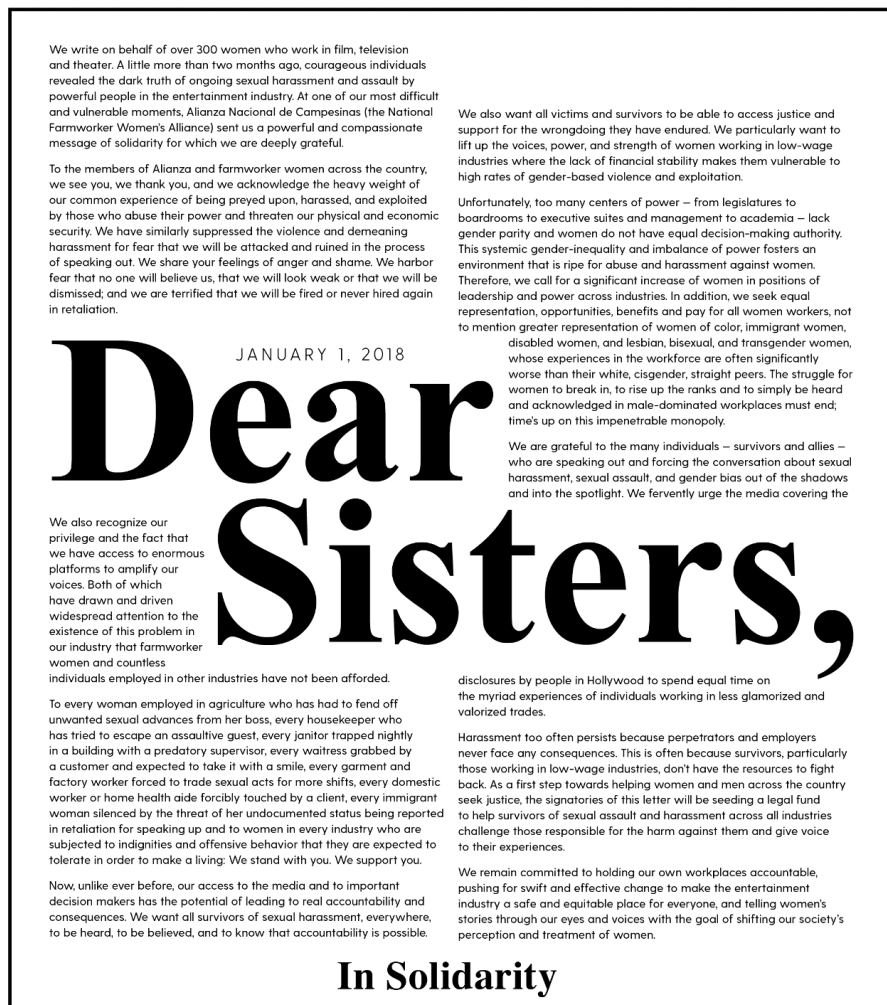 We write on behalf of over 300 women who work in film, television
and theater. A little more than two months ago, courageous individuals
revealed the dark truth of ongoing sexual harassment and assault by
powerful people in the entertainment industry. At one of our most difficult
and vulnerable moments, Alianza Nacional de Campesinas (the National
Farmworker Women's Alliance) sent us a powerful and compassionate
message of solidarity for which we are deeply grateful.
To the members of Alianza and farmworker women across the country,
we see you, we thank you, and we acknowledge the heavy weight of
our common experience of being preyed upon, harassed, and exploited
by those who abuse their power and threaten our physical and economic
security. We have similarly suppressed the violence and demeaning
harassment for fear that we will be attacked and ruined in the process
of speaking out. We share your feelings of anger and shame. We harbor
fear that no one will believe us, that we will look weak or that we will be
dismissed; and we are terrified that we will be fired or never hired again
in retaliation.
JANUARY 1, 2018
Dear
Sisters,
We also recognize our
privilege and the fact that
we have access to enormous
platforms to amplify our
voices. Both of which
have drawn and driven
widespread attention to the
existence of this problem in
our industry that farmworker
women and countless
individuals employed in other industries have not been afforded.
To every woman employed in agriculture who has had to fend off
unwanted sexual advances from her boss, every housekeeper who
has tried to escape an assaultive guest, every janitor trapped nightly
in a building with a predatory supervisor, every waitress grabbed by
a customer and expected to take it with a smile, every garment and
factory worker forced to trade sexual acts for more shifts, every domestic
worker or home health aide forcibly touched by a client, every immigrant
woman silenced by the threat of her undocumented status being reported
in retaliation for speaking up and to women in every industry who are
subjected to indignities and offensive behavior that they are expected to
tolerate in order to make a living: We stand with you. We support you.
Now, unlike ever before, our access to the media and to important
decision makers has the potential of leading to real accountability and
consequences. We want all survivors of sexual harassment, everywhere,
to be heard, to be believed, and to know that accountability is possible.
We also want all victims and survivors to be able to access justice and
support for the wrongdoing they have endured. We particularly want to
lift up the voices, power, and strength of women working in low-wage
industries where the lack of financial stability makes them vulnerable to
high rates of gender-based violence and exploitation.
Unfortunately, too many centers of power – from legislatures to
boardrooms to executive suites and management to academia – lack
gender parity and women do not have equal decision-making authority.
This systemic gender-inequality and imbalance of power fosters an
environment that is ripe for abuse and harassment against women.
Therefore, we call for a significant increase of women in positions of
leadership and power across industries. In addition, we seek equal
representation, opportunities, benefits and pay for all women workers, not
to mention greater representation of women of color, immigrant women,
disabled women, and lesbian, bisexual, and transgender women,
whose experiences in the workforce are often significantly
worse than their white, cisgender, straight peers. The struggle for
women to break in, to rise up the ranks and to simply be heard
and acknowledged in male-dominated workplaces must end;
time's up on this impenetrable monopoly.
We are grateful to the many individuals – survivors and allies –
who are speaking out and forcing the conversation about sexual
harassment, sexual assault, and gender bias out of the shadows
and into the spotlight. We fervently urge the media covering the
disclosures by people in Hollywood to spend equal time on
the myriad experiences of individuals working in less glamorized and
valorized trades.
Harassment too often persists because perpetrators and employers
never face any consequences. This is often because survivors, particularly
those working in low-wage industries, don't have the resources to fight
back. As a first step towards helping women and men across the country
seek justice, the signatories of this letter will be seeding a legal fund
to help survivors of sexual assault and harassment across all industries
challenge those responsible for the harm against them and give voice
to their experiences.
We remain committed to holding our own workplaces accountable,
pushing for swift and effective change to make the entertainment
industry a safe and equitable place for everyone, and telling women's
stories through our eyes and voices with the goal of shifting our society's
perception and treatment of women.
In Solidarity